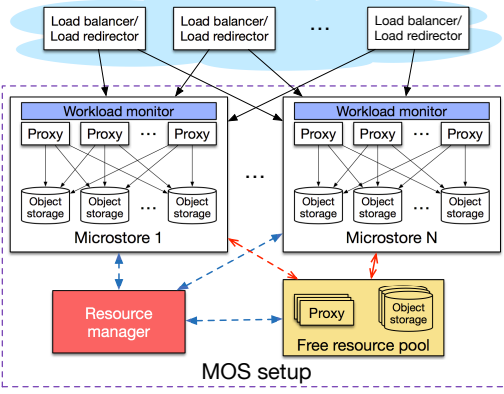 Load balancer/
Load redirector
Load balancer/
Load redirector
...
Load balancer/
Load redirector
Workload monitor
Proxy
Proxy
...
Proxy
Object
storage
Object
storage
...
Object
storage
Microstore 1
...
Workload monitor
Proxy
Proxy
...
Proxy
Object
storage
Object
storage
...
Object
storage
Microstore N
Resource
manager
Proxy
Object
storage
Free resource pool
MOS setup